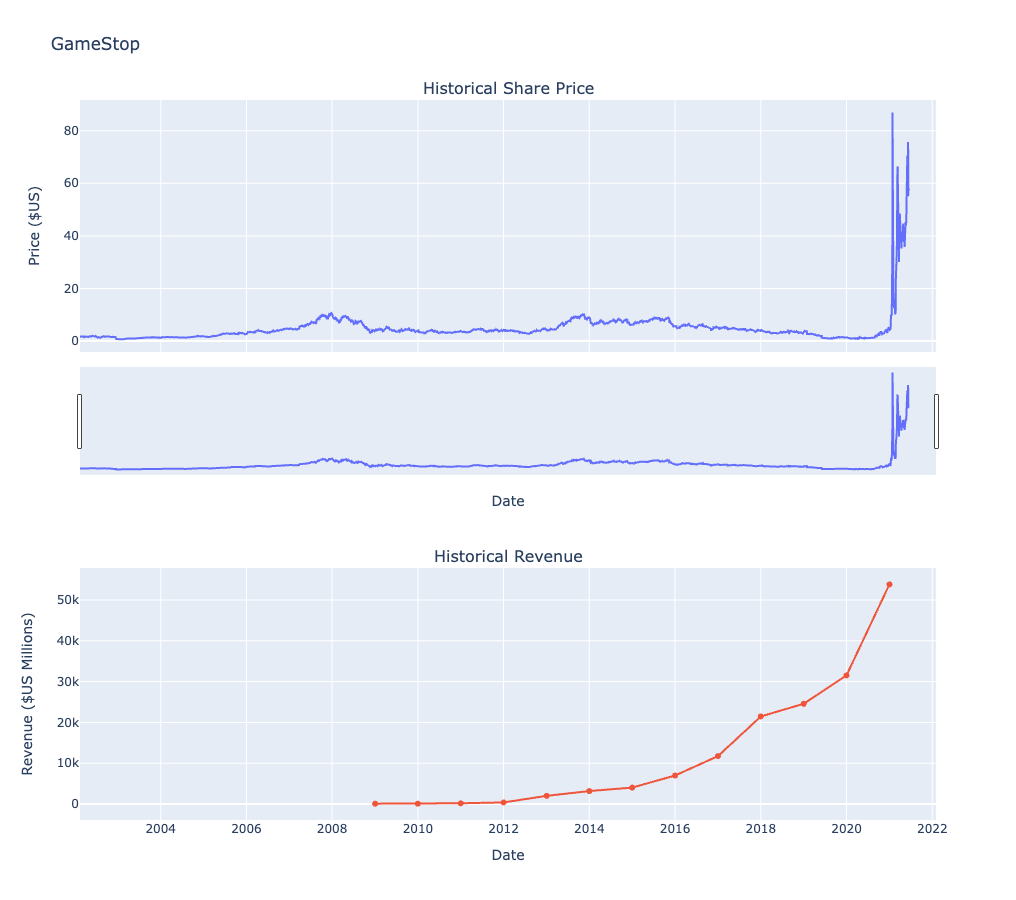 GameStop
Historical Share Price
80
60
40
20
0
Price ($US)
Date
Historical Revenue
50k
40k
30k
20k
10k
0
Revenue ($US Millions)
2004 2006 2008 2010 2012 2014 2016 2018 2020 2022
Date